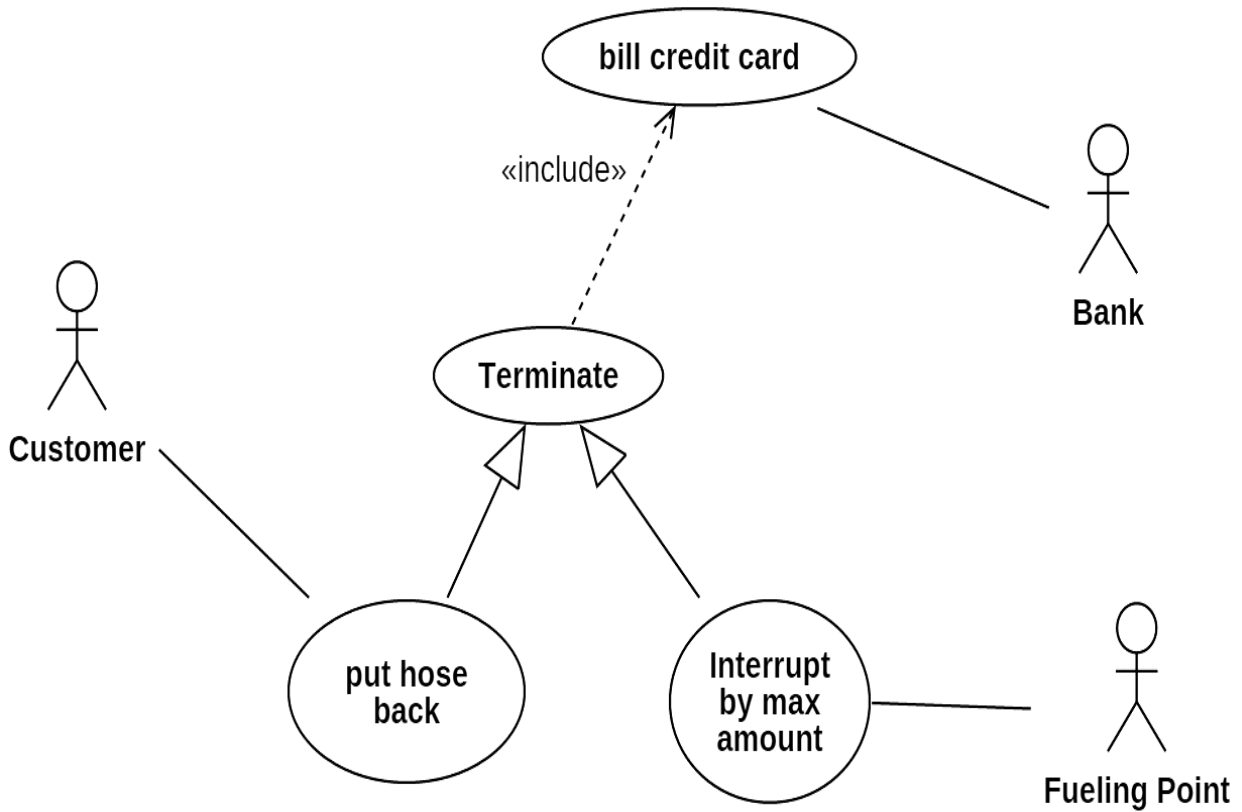 bill credit card
«include»
Bank
Terminate
Customer
put hose
back
Interrupt
by max
amount
Fueling Point